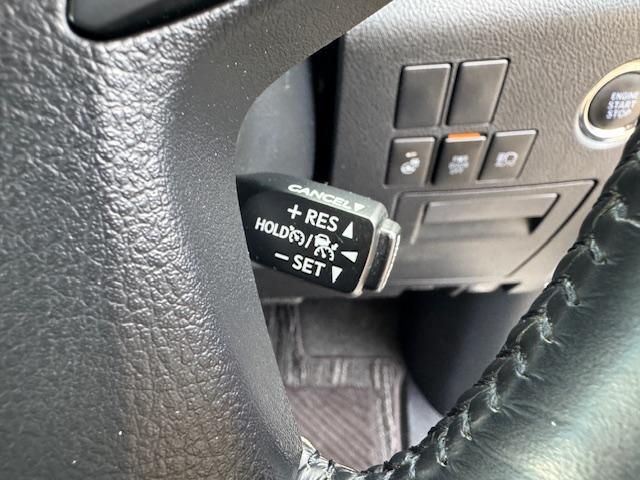 CANCEL
+ RES
HOLD /
− SET
ENGINE
START
STOP